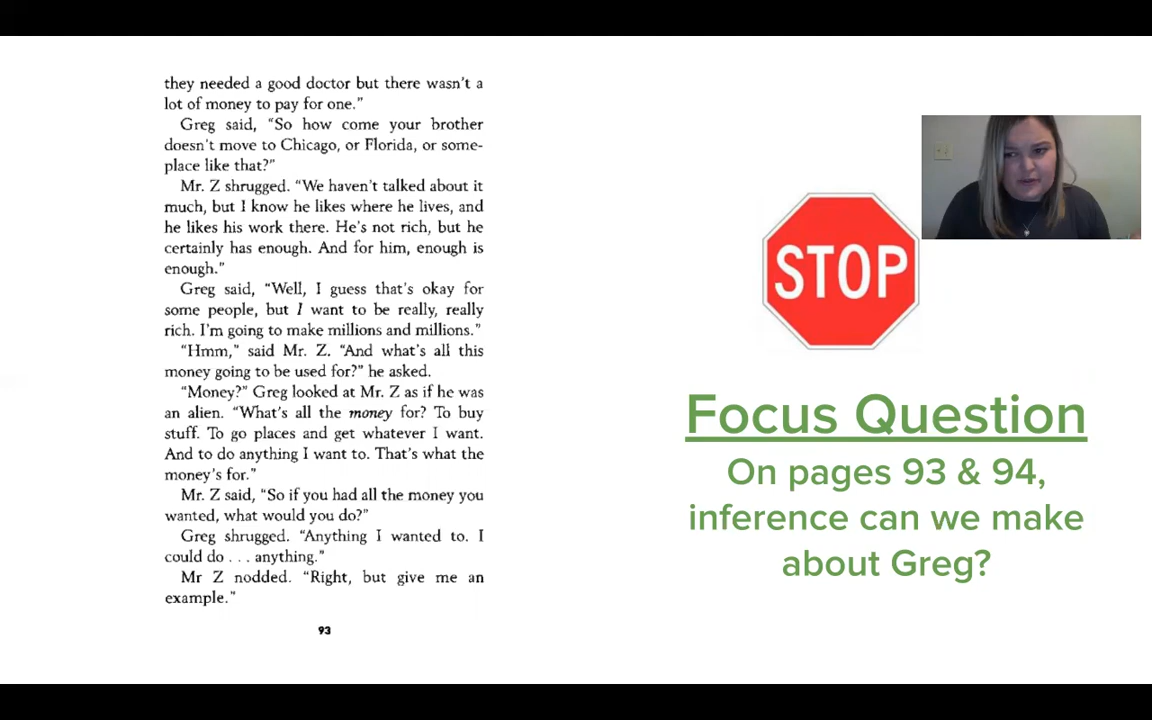 they needed a good doctor but there wasn't a
lot of money to pay for one."
Greg said, "So how come your brother
doesn't move to Chicago, or Florida, or some-
place like that?"
Mr. Z shrugged. "We haven't talked about it
much, but I know he likes where he lives, and
he likes his work there. He's not rich, but he
certainly has enough. And for him, enough is
enough."
Greg said, "Well, I guess that's okay for
some people, but I want to be really, really
rich. I'm going to make millions and millions."
"Hmm," said Mr. Z. "And what's all this
money going to be used for?" he asked.
"Money?" Greg looked at Mr. Z as if he was
an alien. "What's all the money for? To buy
stuff. To go places and get whatever I want.
And to do anything I want to. That's what the
money's for."
Mr. Z said, "So if you had all the money you
wanted, what would you do?"
Greg shrugged. "Anything I wanted to. I
could do . . . anything."
Mr Z nodded. "Right, but give me an
example."
93
STOP
Focus Question
On pages 93 & 94,
inference can we make
about Greg?